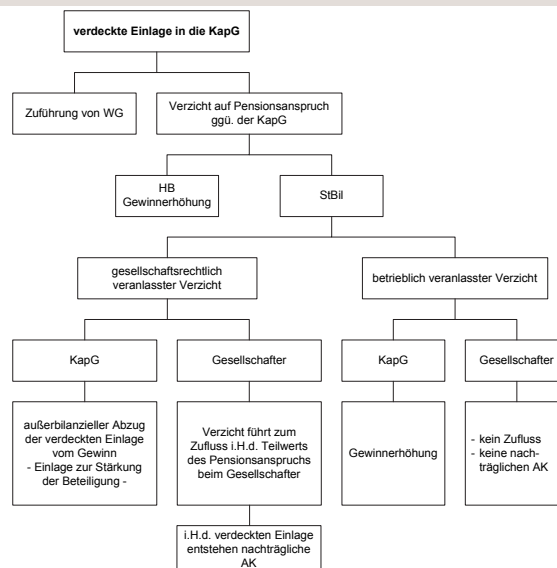 verdeckte Einlage in die KapG
Zuführung von WG
Verzicht auf Pensionsanspruch
ggü. der KapG
HB
Gewinnerhöhung
StBil
gesellschaftsrechtlich
veranlasster Verzicht
betrieblich veranlasster Verzicht
KapG
Gesellschafter
KapG
Gesellschafter
außerbilanzieller Abzug
der verdeckten Einlage
vom Gewinn
- Einlage zur Stärkung
der Beteiligung -
Verzicht führt zum
Zufluss i.H.d. Teilwerts
des Pensionsanspruchs
beim Gesellschafter
Gewinnerhöhung
- kein Zufluss
- keine nach-
träglichen AK
i.H.d. verdeckten Einlage
entstehen nachträgliche
AK